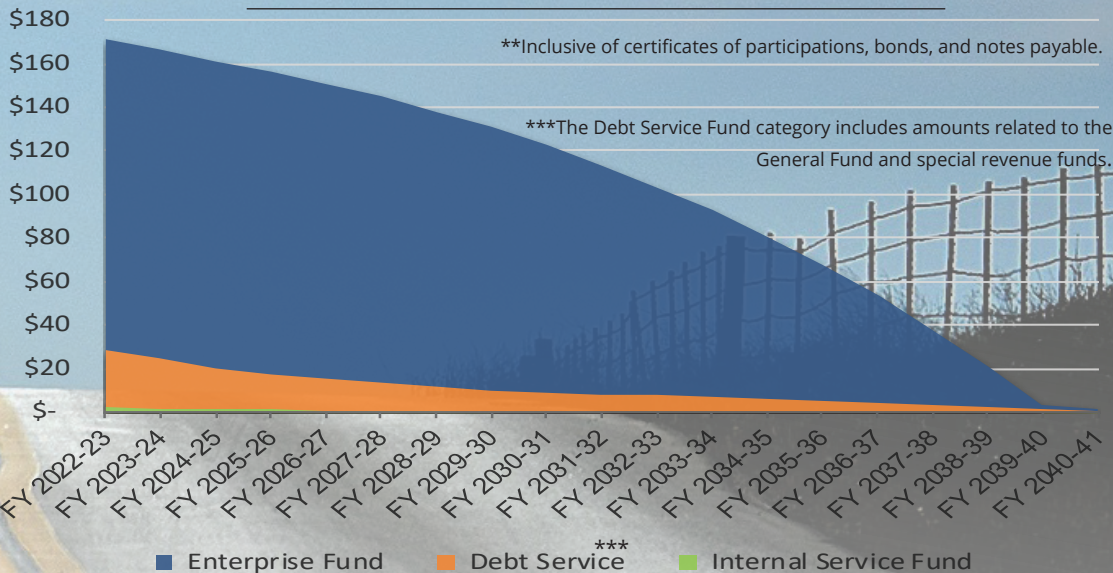 $180
**Inclusive of certificates of participations, bonds, and notes payable.
$160
$140
***The Debt Service Fund category includes amounts related to the
General Fund and special revenue funds.
$120
$100
$80
$60
$40
$20
$-
FY 2022-23
FY 2023-24
FY 2024-25
FY 2025-26
FY 2026-27
FY 2027-28
FY 2028-29
FY 2029-30
FY 2030-31
FY 2031-32
FY 2032-33
FY 2033-34
FY 2034-35
FY 2035-36
FY 2036-37
FY 2037-38
FY 2038-39
FY 2039-40
FY 2040-41
Enterprise Fund
Debt Service***
Internal Service Fund